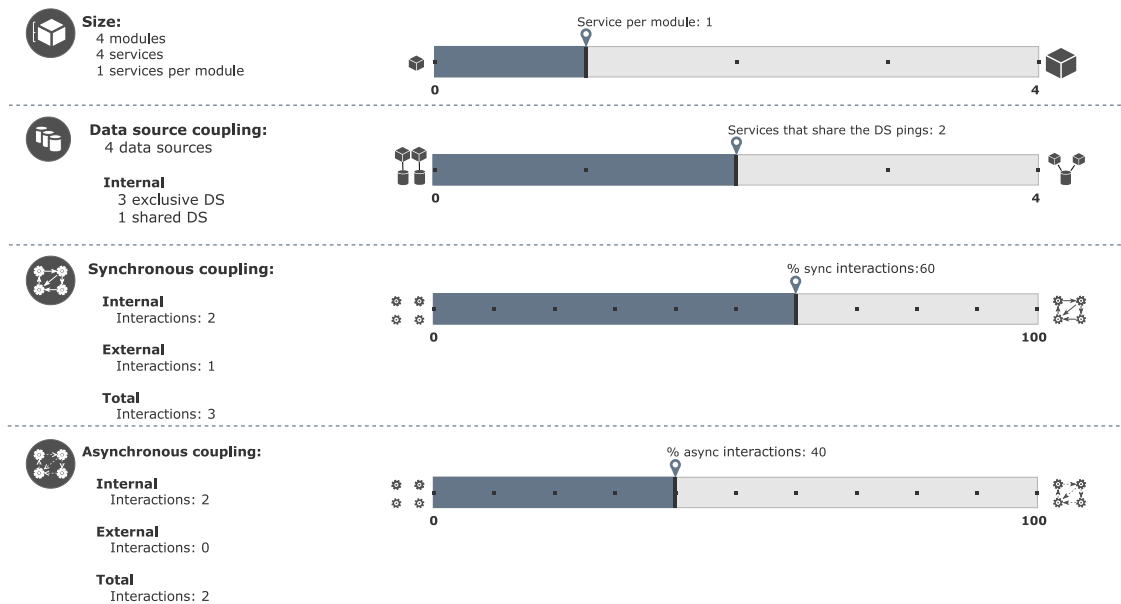 Size:
4 modules
4 services
1 services per module
Service per module: 1
0
4
Data source coupling:
4 data sources
Internal
3 exclusive DS
1 shared DS
Services that share the DS pings: 2
0
4
Synchronous coupling:
Internal
Interactions: 2
External
Interactions: 1
Total
Interactions: 3
% sync interactions:60
0
100
Asynchronous coupling:
Internal
Interactions: 2
External
Interactions: 0
Total
Interactions: 2
% async interactions: 40
0
100